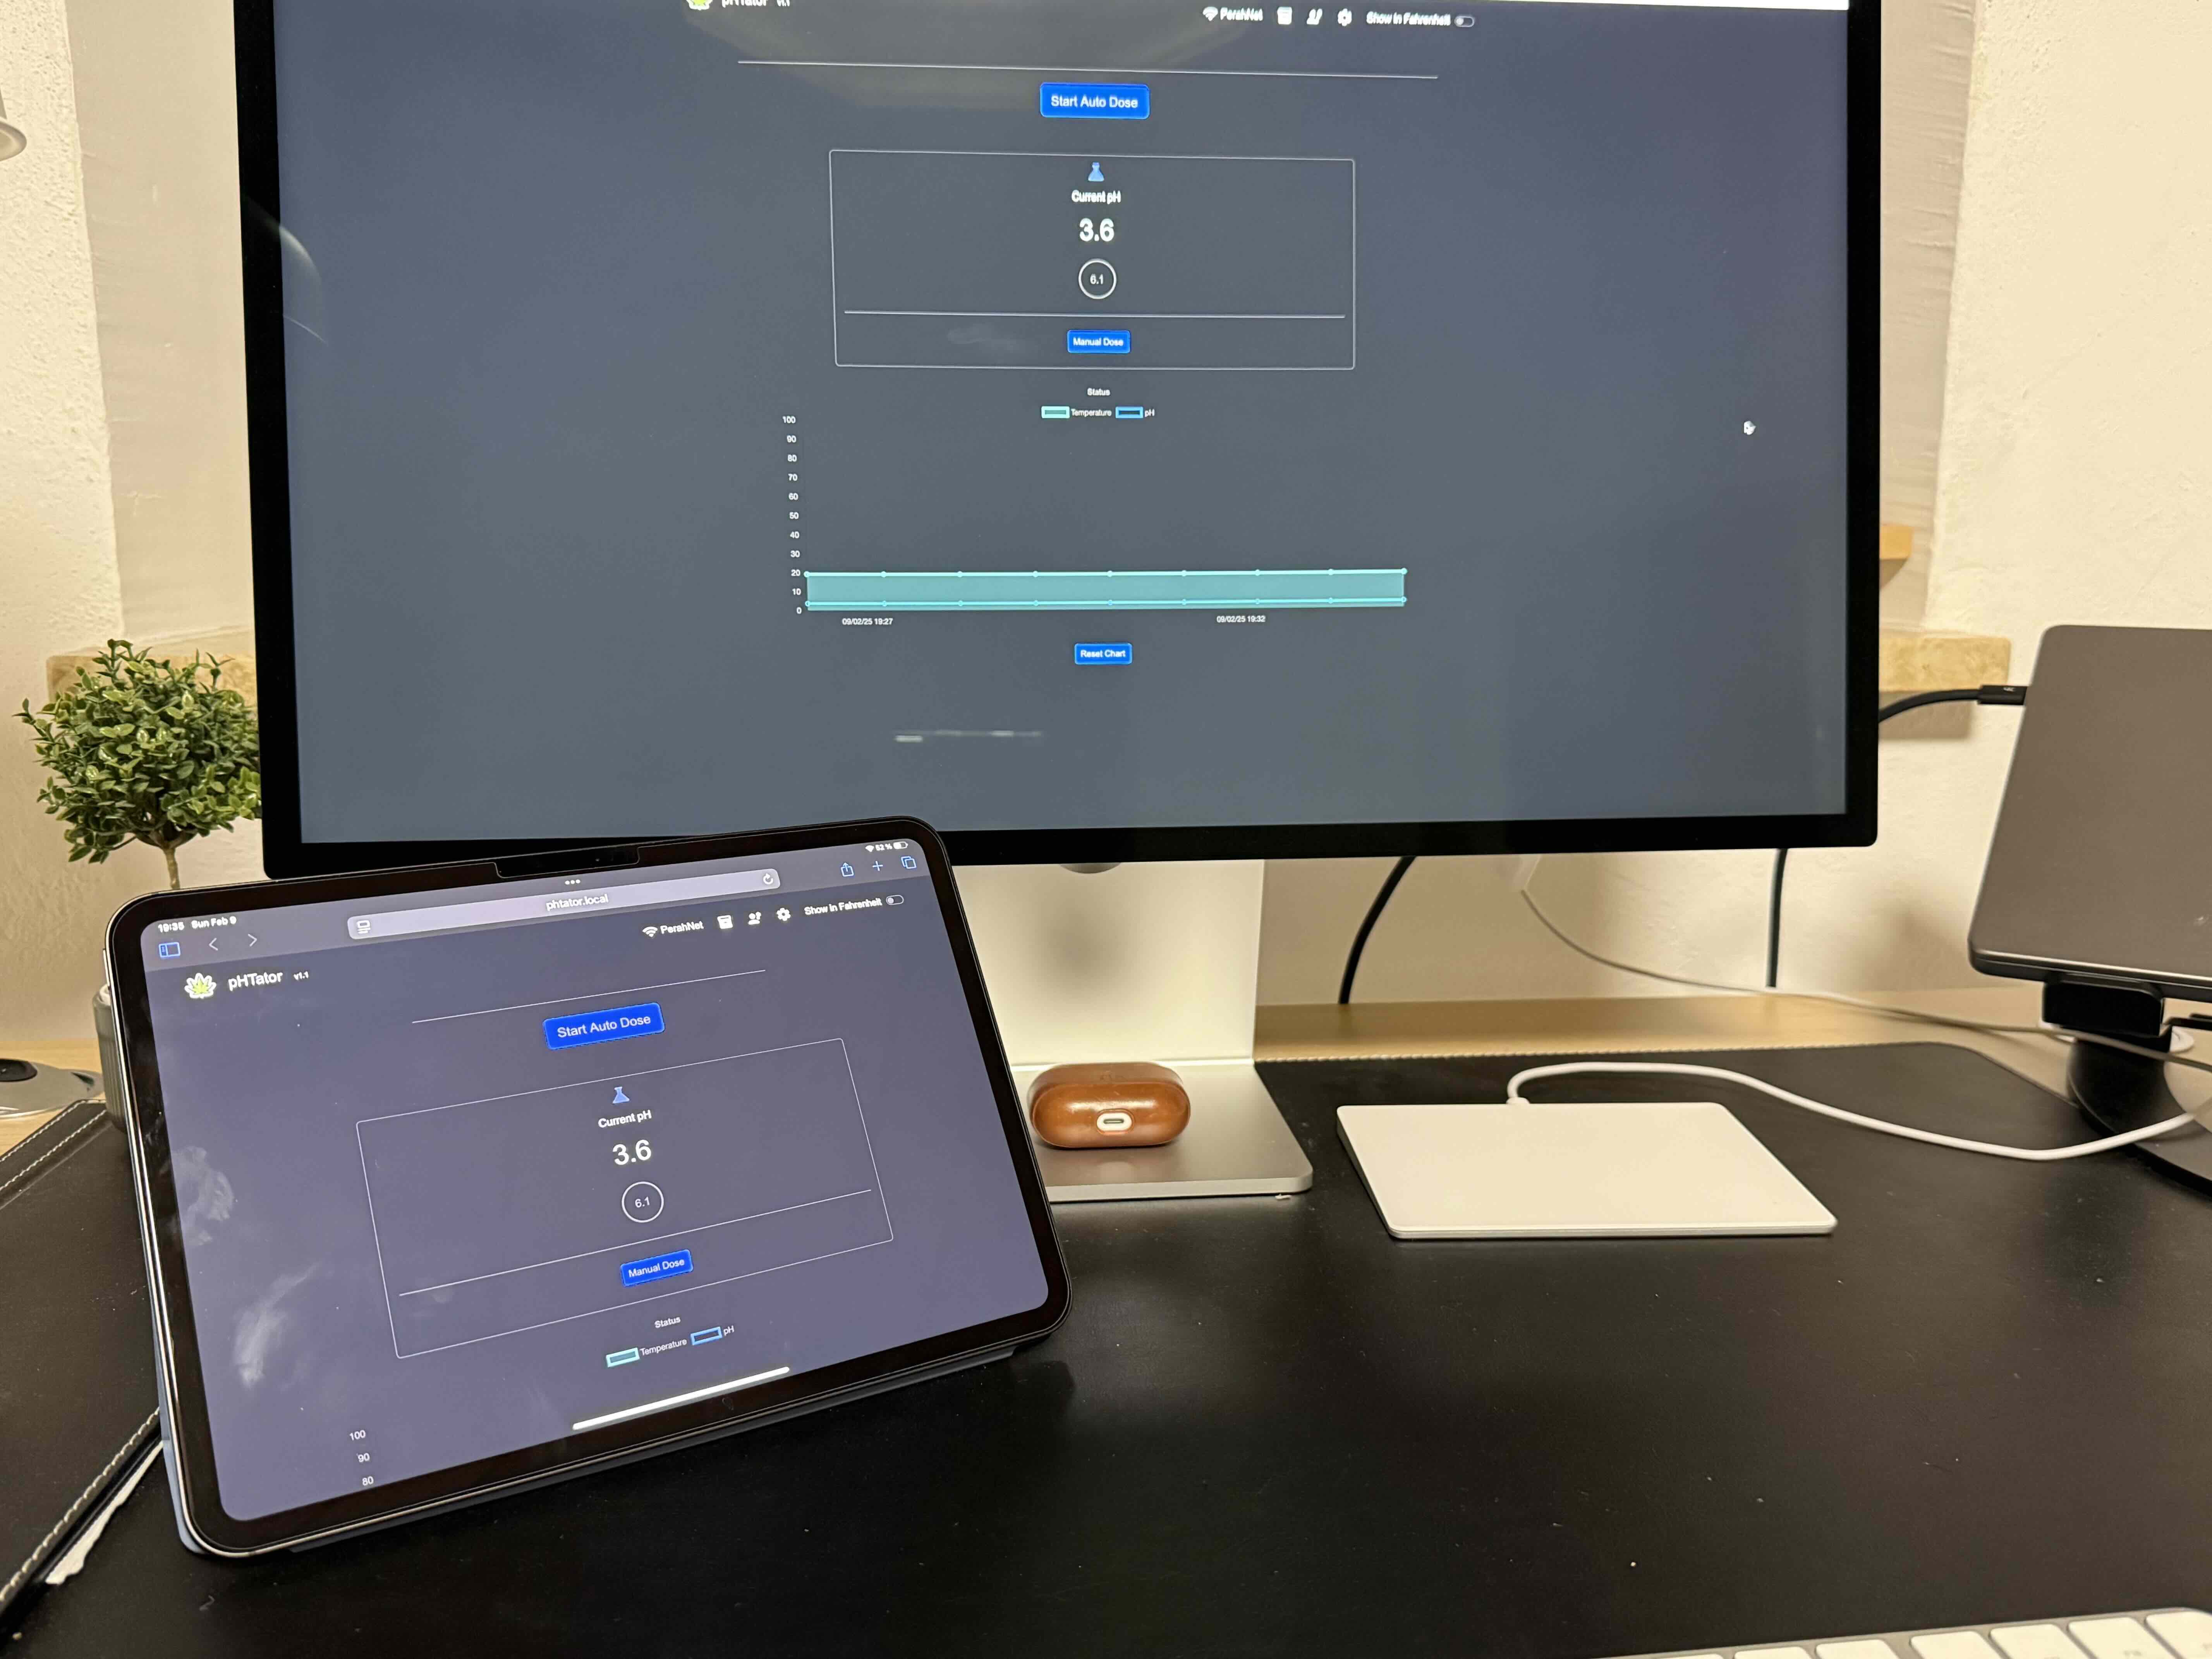 pHTator v1.1
PerahNet Show in Fahrenheit
Start Auto Dose
Current pH
3.6
6.1
Manual Dose
Status
Temperature pH
100
90
80
70
60
50
40
30
20
10
0
09/02/25 19:27 09/02/25 19:32
Reset Chart
19:35 Sun Feb 9 52 %
phtator.local
PerahNet Show in Fahrenheit
pHTator v1.1
Start Auto Dose
Current pH
3.6
6.1
Manual Dose
Status
Temperature pH
100
90
80